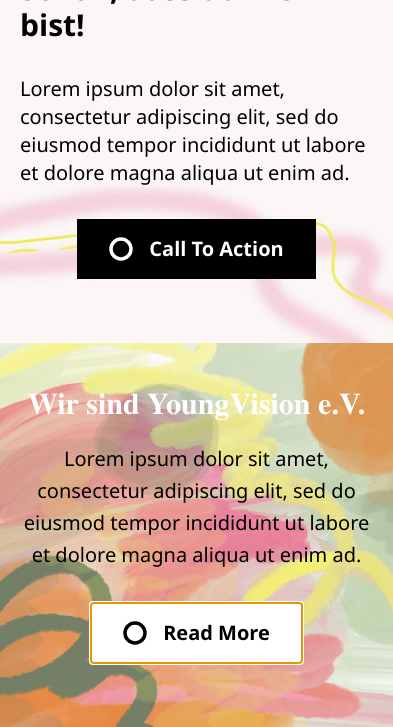 bist!
Lorem ipsum dolor sit amet,
consectetur adipiscing elit, sed do
eiusmod tempor incididunt ut labore
et dolore magna aliqua ut enim ad.
Call To Action
Wir sind YoungVision e.V.
Lorem ipsum dolor sit amet,
consectetur adipiscing elit, sed do
eiusmod tempor incididunt ut labore
et dolore magna aliqua ut enim ad.
Read More